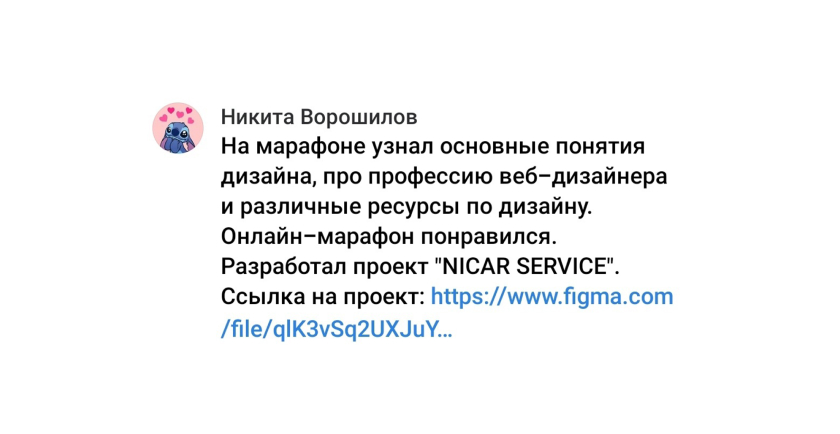 Никита Ворошилов
На марафоне узнал основные понятия
дизайна, про профессию веб–дизайнера
и различные ресурсы по дизайну.
Онлайн–марафон понравился.
Разработал проект "NICAR SERVICE".
Ссылка на проект: https://www.figma.com
/file/qlK3vSq2UXJuY…